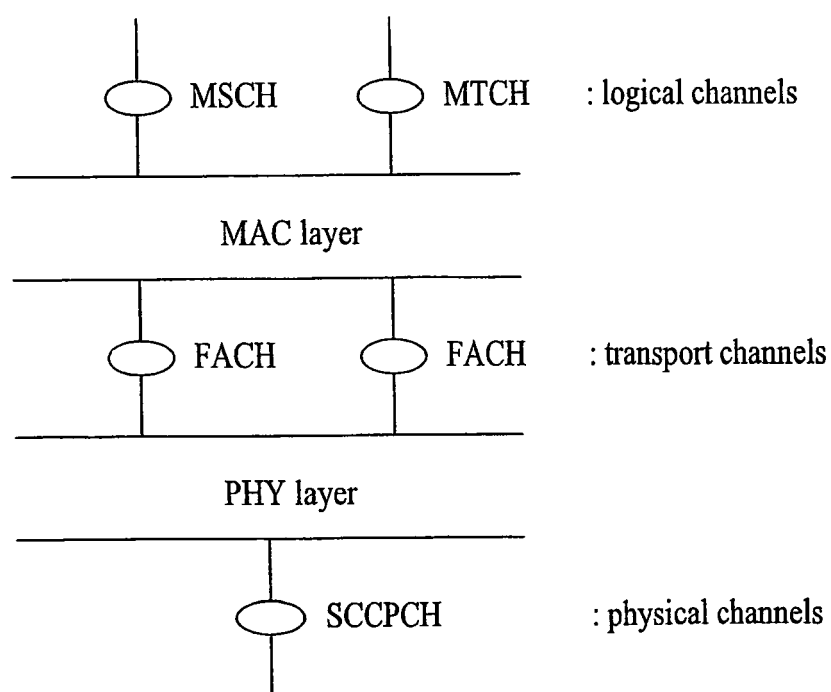 MSCH MTCH : logical channels
MAC layer
FACH FACH : transport channels
PHY layer
SCCPCH : physical channels